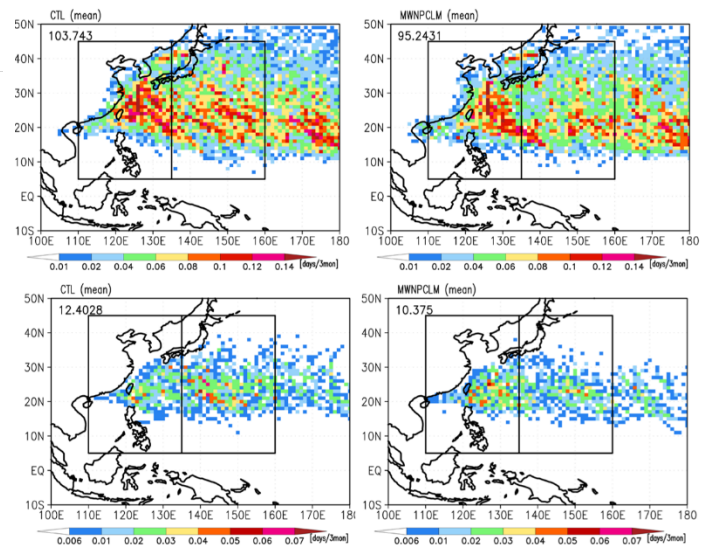 CTL (mean)
103.743
50N
40N
30N
20N
10N
EQ
10S
100E 110E 120E 130E 140E 150E 160E 170E 180
0.01 0.02 0.04 0.06 0.08 0.1 0.12 0.14 [days/3mon]
MWNPCLM (mean)
95.2431
50N
40N
30N
20N
10N
EQ
10S
100E 110E 120E 130E 140E 150E 160E 170E 180
0.01 0.02 0.04 0.06 0.08 0.1 0.12 0.14 [days/3mon]
CTL (mean)
12.4028
50N
40N
30N
20N
10N
EQ
10S
100E 110E 120E 130E 140E 150E 160E 170E 180
0.006 0.01 0.02 0.03 0.04 0.05 0.06 0.07 [days/3mon]
MWNPCLM (mean)
10.375
50N
40N
30N
20N
10N
EQ
10S
100E 110E 120E 130E 140E 150E 160E 170E 180
0.006 0.01 0.02 0.03 0.04 0.05 0.06 0.07 [days/3mon]